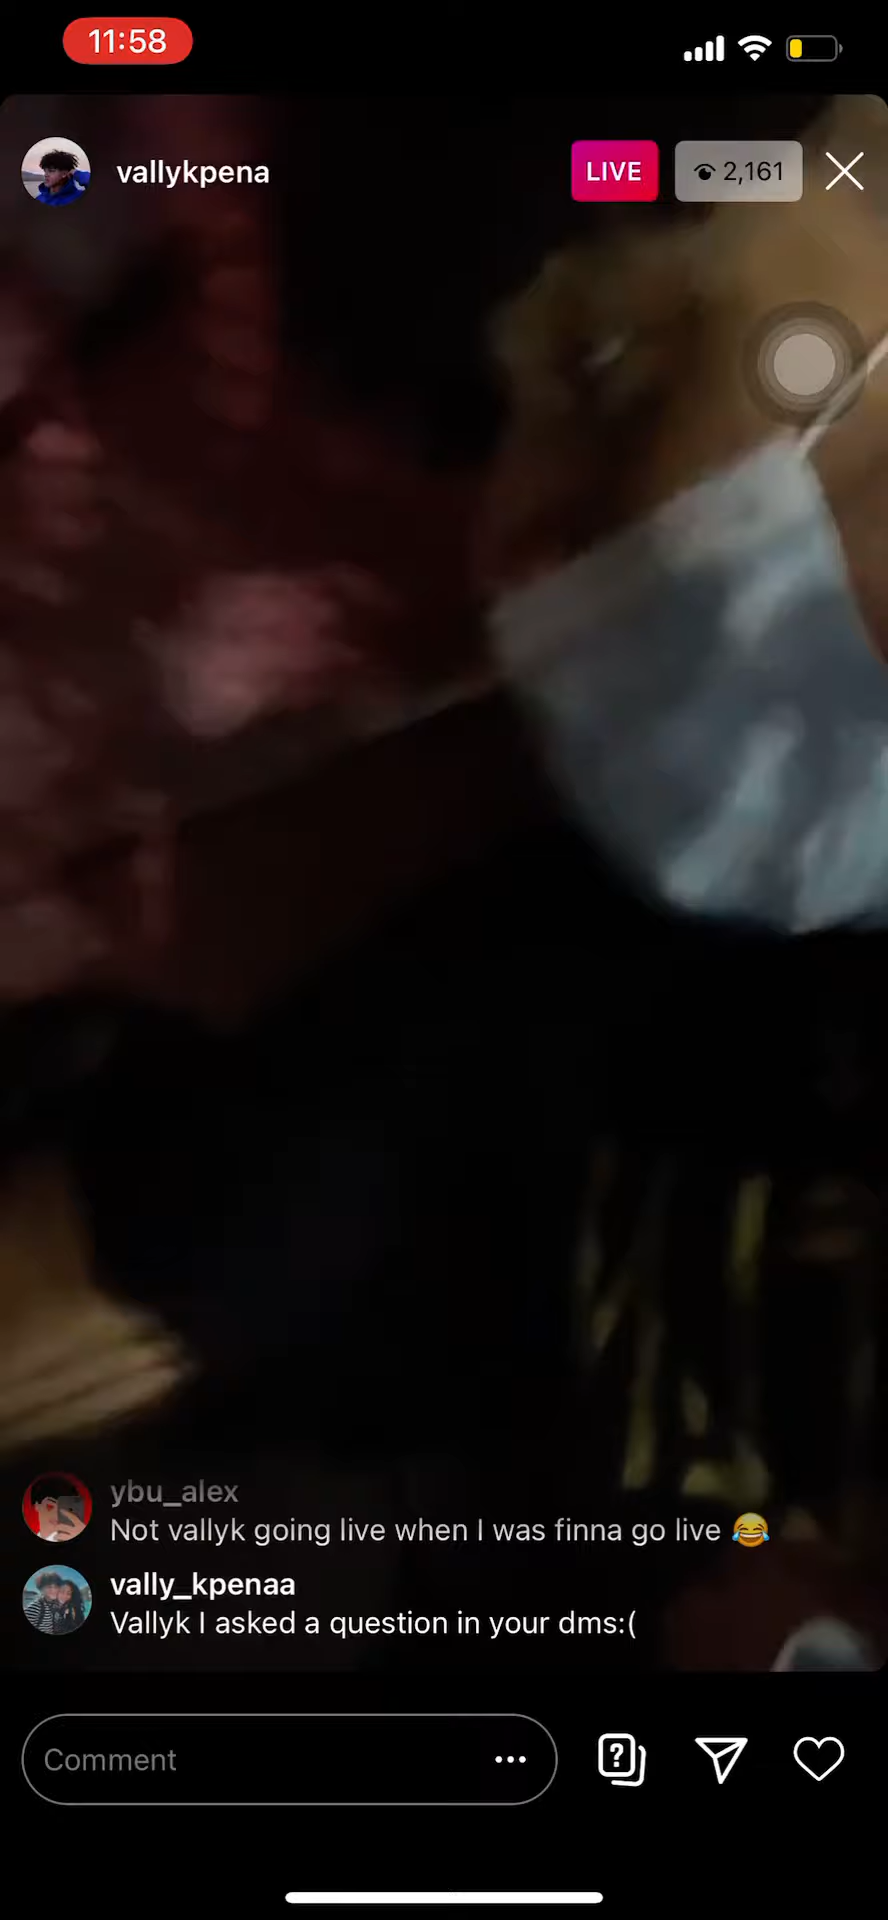 11:58
vallykpena
LIVE
2,161
ybu_alex
Not vallyk going live when I was finna go live 😂
vally_kpenaa
Vallyk I asked a question in your dms:(
Comment